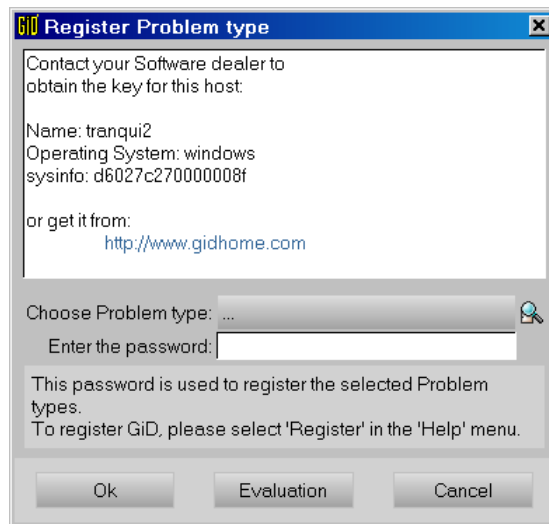 GiD Register Problem type
Contact your Software dealer to
obtain the key for this host:
Name: tranqui2
Operating System: windows
sysinfo: d6027c270000008f
or get it from:
http://www.gidhome.com
Choose Problem type: ...
Enter the password:
This password is used to register the selected Problem
types.
To register GiD, please select 'Register' in the 'Help' menu.
Ok Evaluation Cancel